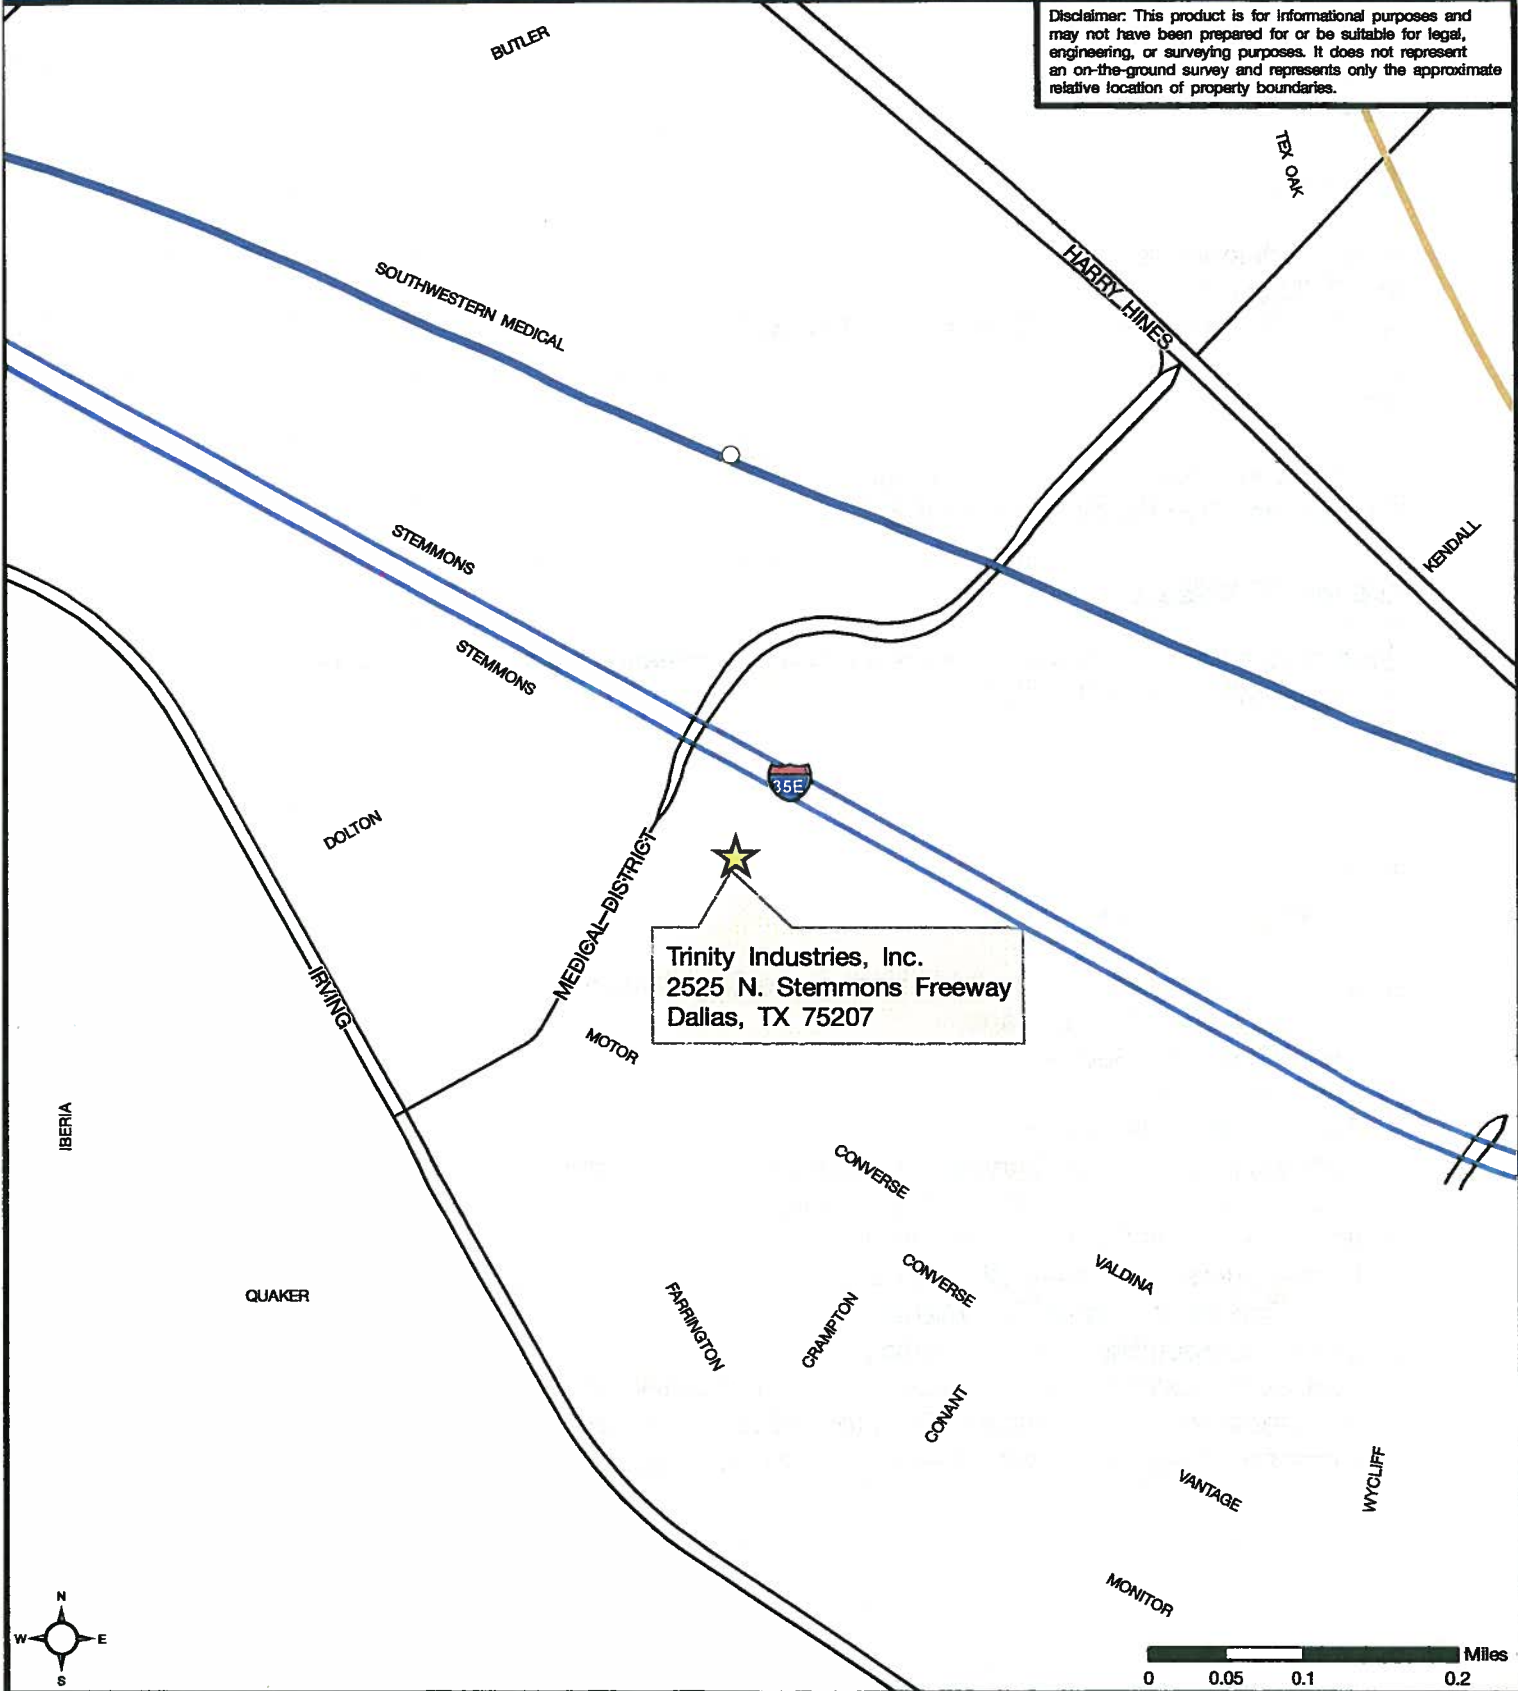 Disclaimer: This product is for informational purposes and
may not have been prepared for or be suitable for legal,
engineering, or surveying purposes. It does not represent
an on-the-ground survey and represents only the approximate
relative location of property boundaries.
BUTLER
TEX OAK
HARRY HINES
SOUTHWESTERN MEDICAL
STEMMONS
KENDALL
STEMMONS
35E
DOLTON
MEDICAL DISTRICT
Trinity Industries, Inc.
2525 N. Stemmons Freeway
Dallas, TX 75207
IRVING
MOTOR
IBERIA
CONVERSE
CONVERSE
VALDINA
QUAKER
FARRINGTON
CRAMPTON
CONANT
WYCLIFF
VANTAGE
MONITOR
N
W E
S
Miles
0 0.05 0.1 0.2